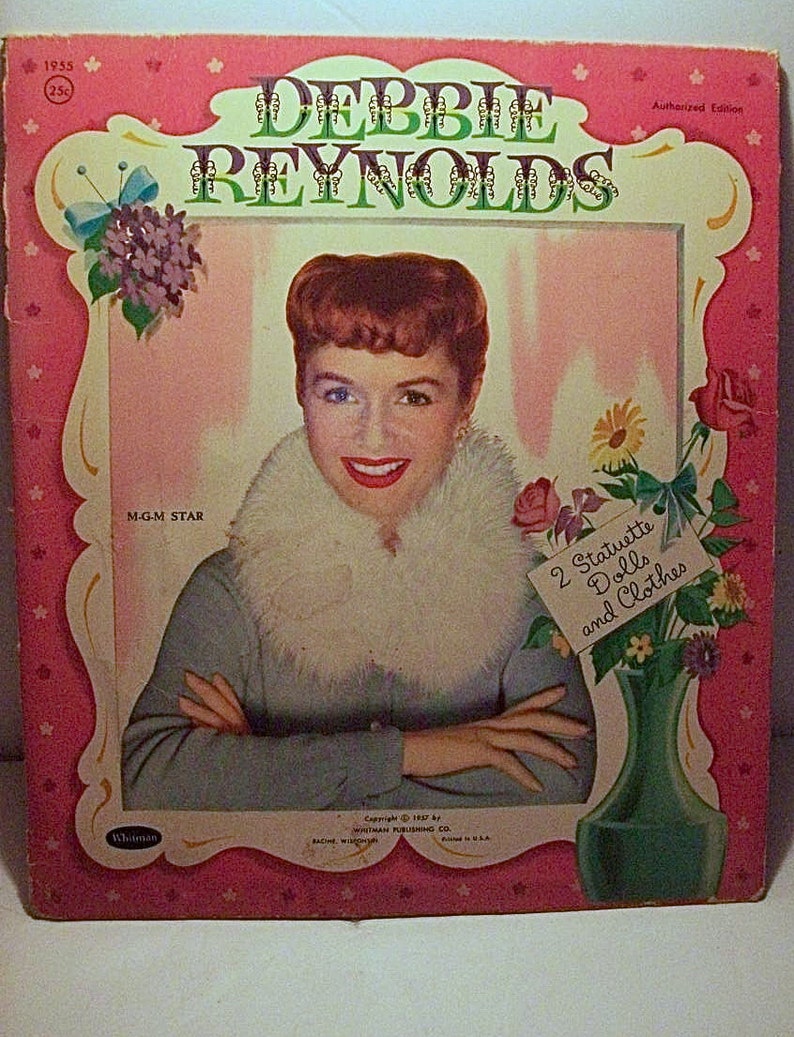 1955
25c
Authorized Edition
DEBBIE
REYNOLDS
M-G-M STAR
2 Statuette
Dolls
and Clothes
Whitman
Copyright © 1957 by
WHITMAN PUBLISHING CO.
RACINE, WISCONSIN
Printed in U.S.A.